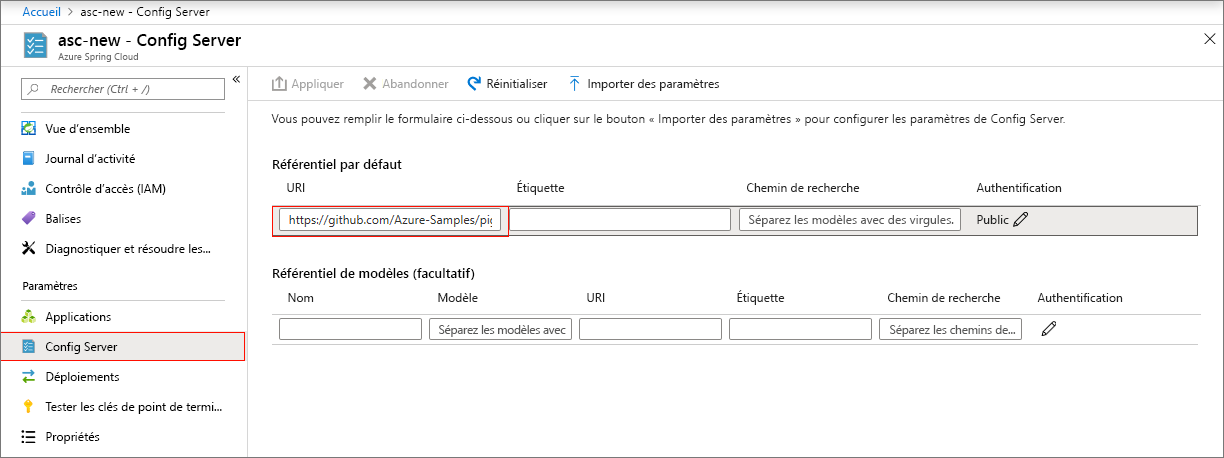 Accueil > asc-new - Config Server
asc-new - Config Server
Azure Spring Cloud
Rechercher (Ctrl + /)
Vue d'ensemble
Journal d'activité
Contrôle d'accès (IAM)
Balises
Diagnostiquer et résoudre les...
Paramètres
Applications
Config Server
Déploiements
Tester les clés de point de termi...
Propriétés
Appliquer Abandonner Réinitialiser Importer des paramètres
Vous pouvez remplir le formulaire ci-dessous ou cliquer sur le bouton « Importer des paramètres » pour configurer les paramètres de Config Server.
Référentiel par défaut
URI Étiquette Chemin de recherche Authentification
https://github.com/Azure-Samples/pig Séparez les modèles avec des virgules. Public
Référentiel de modèles (facultatif)
Nom Modèle URI Étiquette Chemin de recherche Authentification
Séparez les modèles avec Séparez les chemins de...